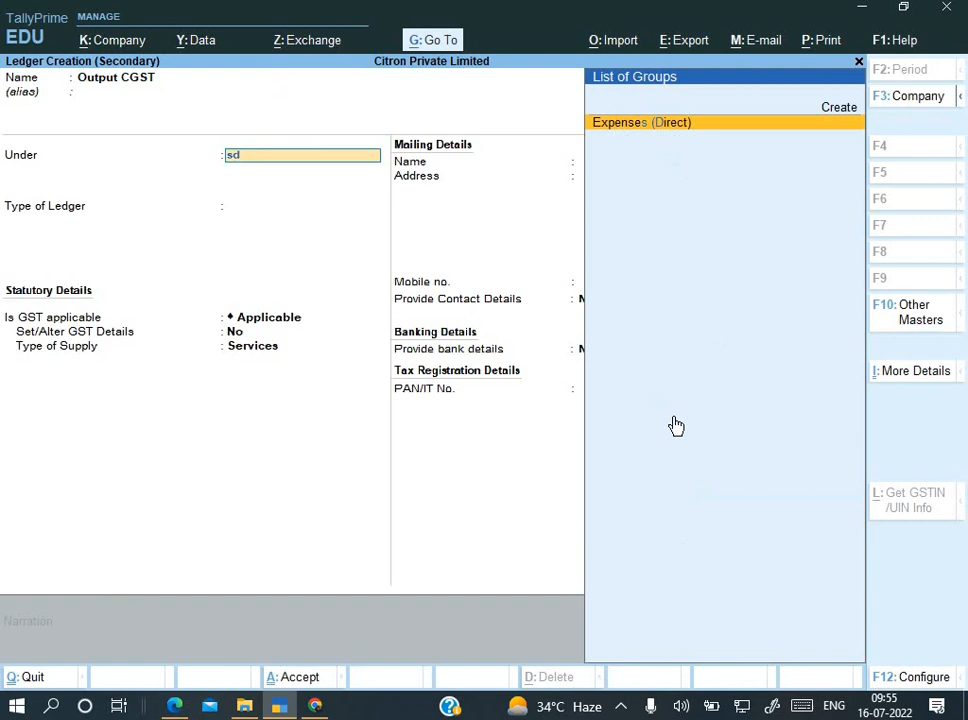 TallyPrime MANAGE
EDU K: Company Y: Data Z: Exchange G: Go To O: Import E: Export M: E-mail P: Print F1: Help
Ledger Creation (Secondary) Citron Private Limited
Name : Output CGST
(alias) :
List of Groups
Create
Expenses (Direct)
Under : sd
Type of Ledger :
Mailing Details
Name :
Address :
Mobile no. :
Provide Contact Details : N
Statutory Details
Is GST applicable : ♦ Applicable
Set/Alter GST Details : No
Type of Supply : Services
Banking Details
Provide bank details : N
Tax Registration Details
PAN/IT No. :
F2: Period
F3: Company
F4
F5
F6
F7
F8
F9
F10: Other
Masters
I: More Details
L: Get GSTIN
/UIN Info
Narration
Q: Quit A: Accept D: Delete F12: Configure
34°C Haze ENG 09:55
16-07-2022